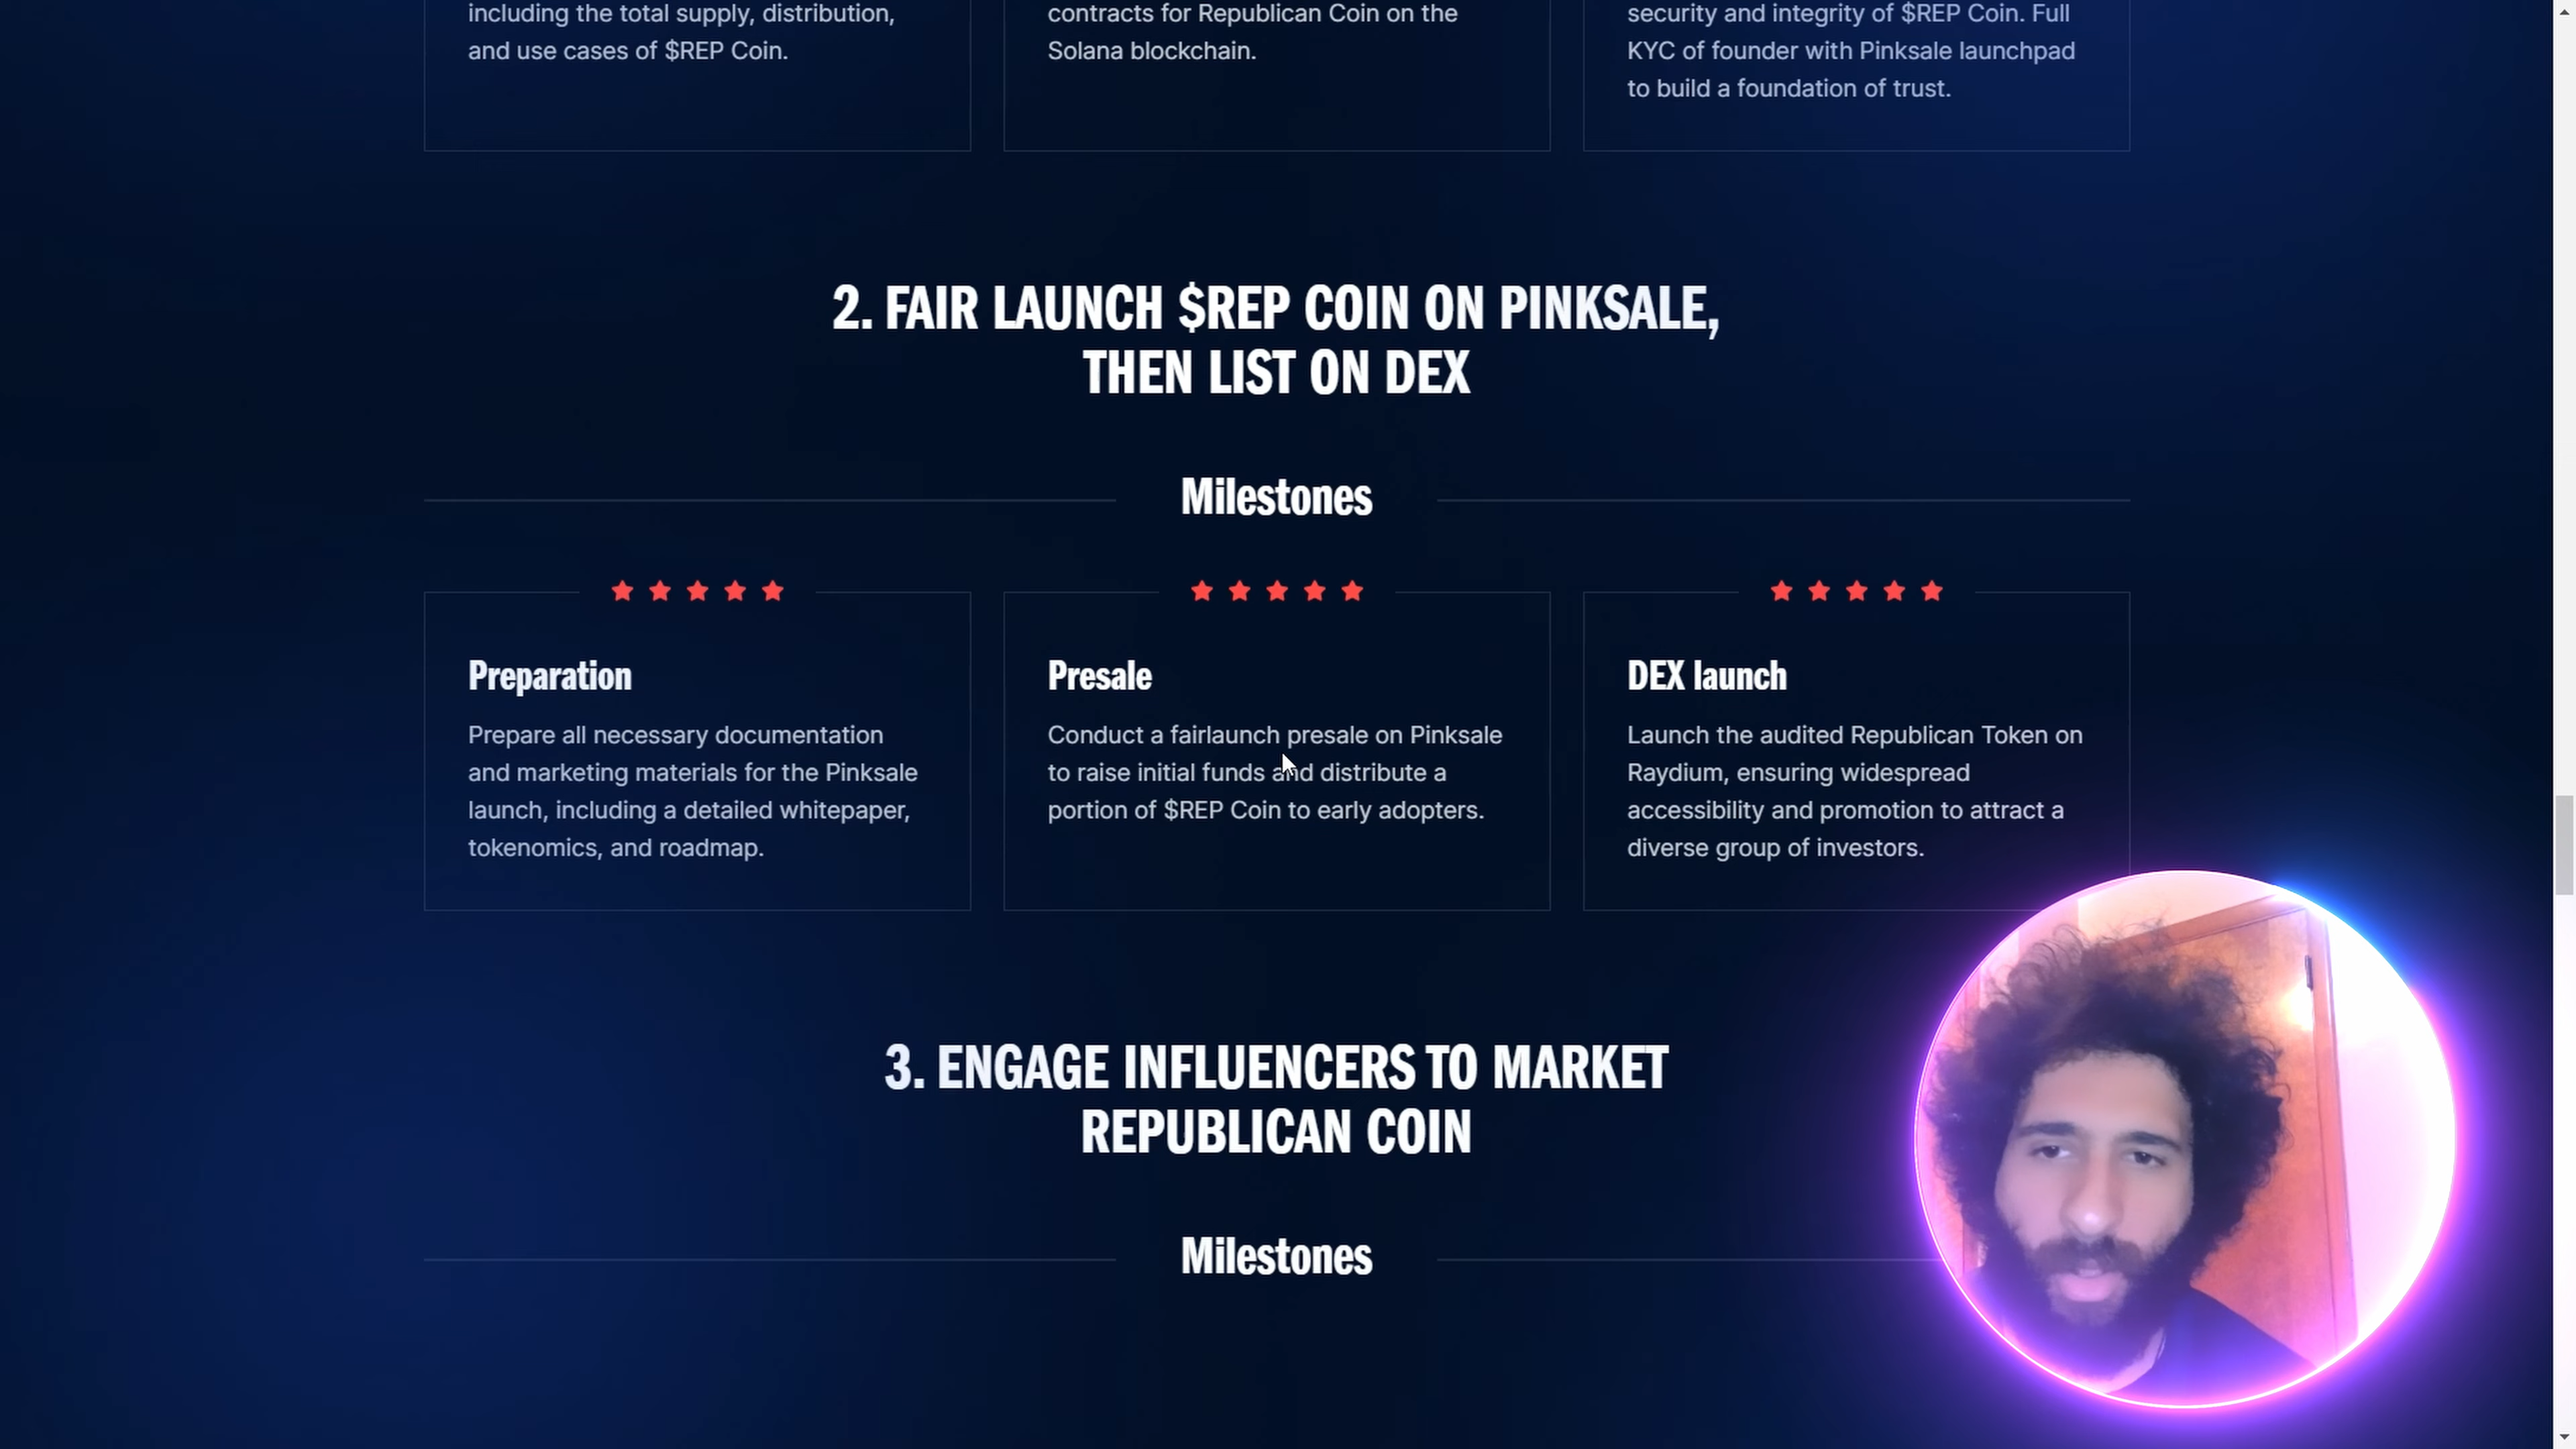 including the total supply, distribution,
and use cases of $REP Coin.
contracts for Republican Coin on the
Solana blockchain.
security and integrity of $REP Coin. Full
KYC of founder with Pinksale launchpad
to build a foundation of trust.
2. FAIR LAUNCH $REP COIN ON PINKSALE,
THEN LIST ON DEX
Milestones
Preparation
Prepare all necessary documentation
and marketing materials for the Pinksale
launch, including a detailed whitepaper,
tokenomics, and roadmap.
Presale
Conduct a fairlaunch presale on Pinksale
to raise initial funds and distribute a
portion of $REP Coin to early adopters.
DEX launch
Launch the audited Republican Token on
Raydium, ensuring widespread
accessibility and promotion to attract a
diverse group of investors.
3. ENGAGE INFLUENCERS TO MARKET
REPUBLICAN COIN
Milestones